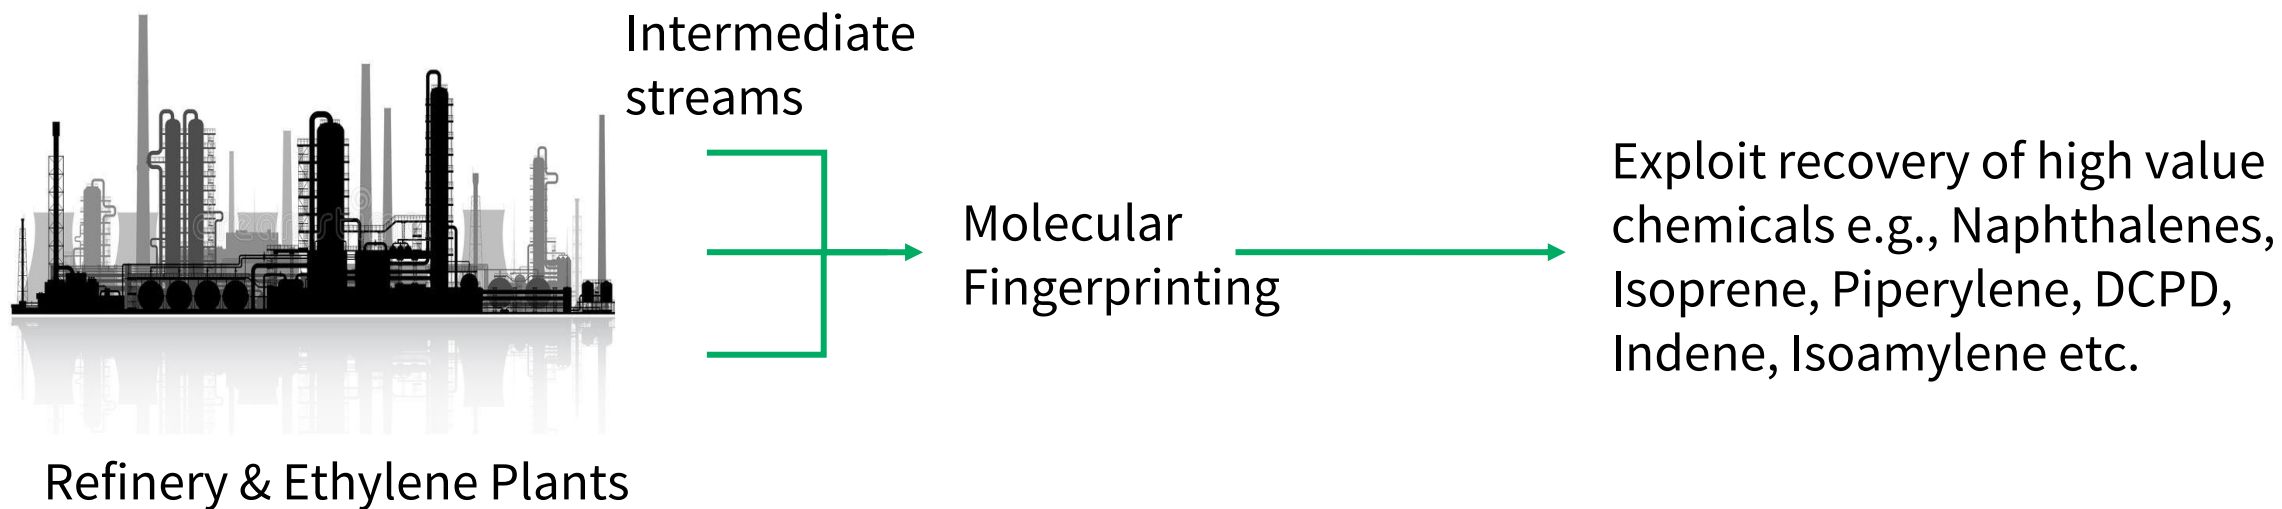 Intermediate
streams
Molecular
Fingerprinting
Exploit recovery of high value
chemicals e.g., Naphthalenes,
Isoprene, Piperylene, DCPD,
Indene, Isoamylene etc.
Refinery & Ethylene Plants